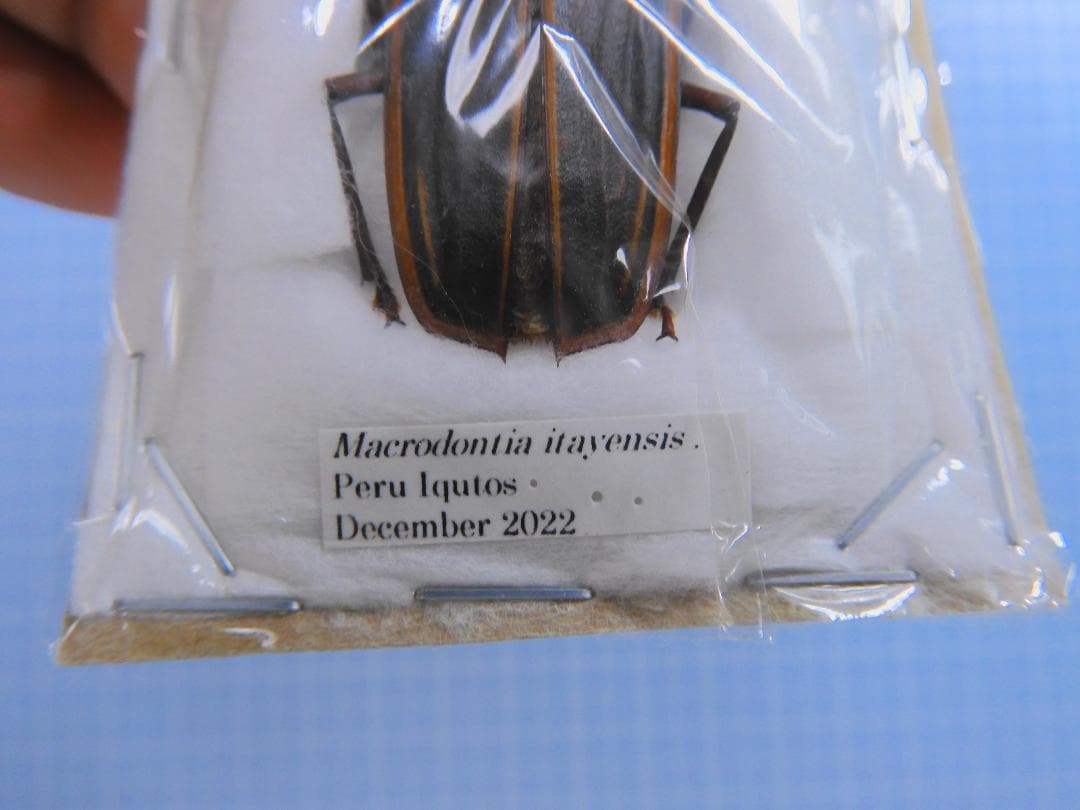 Macrodontia itayensis .
Peru Iqutos
December 2022